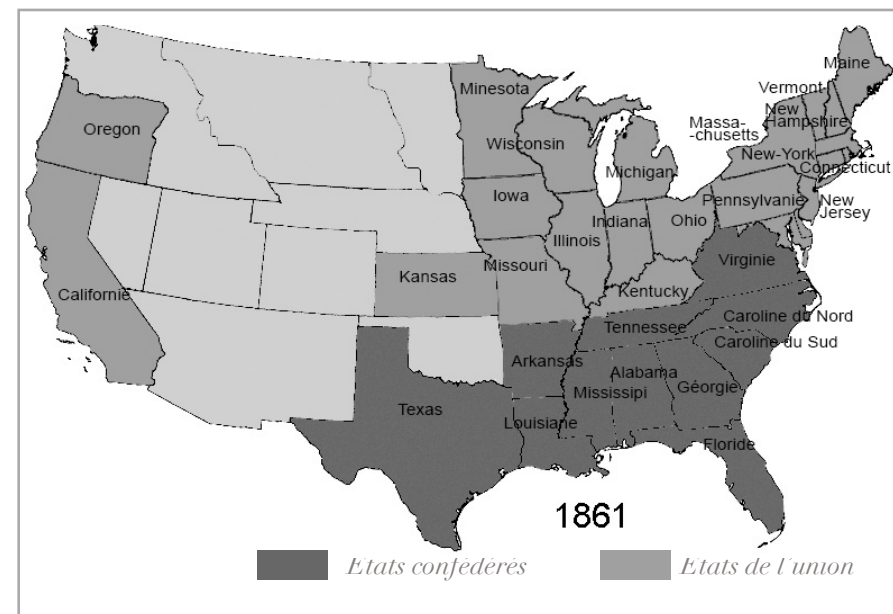 Maine
Vermont
Minesota
New
Hampshire
Massa-
-chusetts
Oregon
Wisconsin
New-York
Michigan
Connecticut
Iowa
Pennsylvanie
New
Jersey
Indiana
Ohio
Illinois
Missouri
Virginie
Kansas
Californie
Kentucky
Caroline du Nord
Tennessee
Caroline du Sud
Arkansas
Alabama
Géorgie
Mississipi
Texas
Louisiane
Floride
1861
Etats confédérés
Etats de l'union